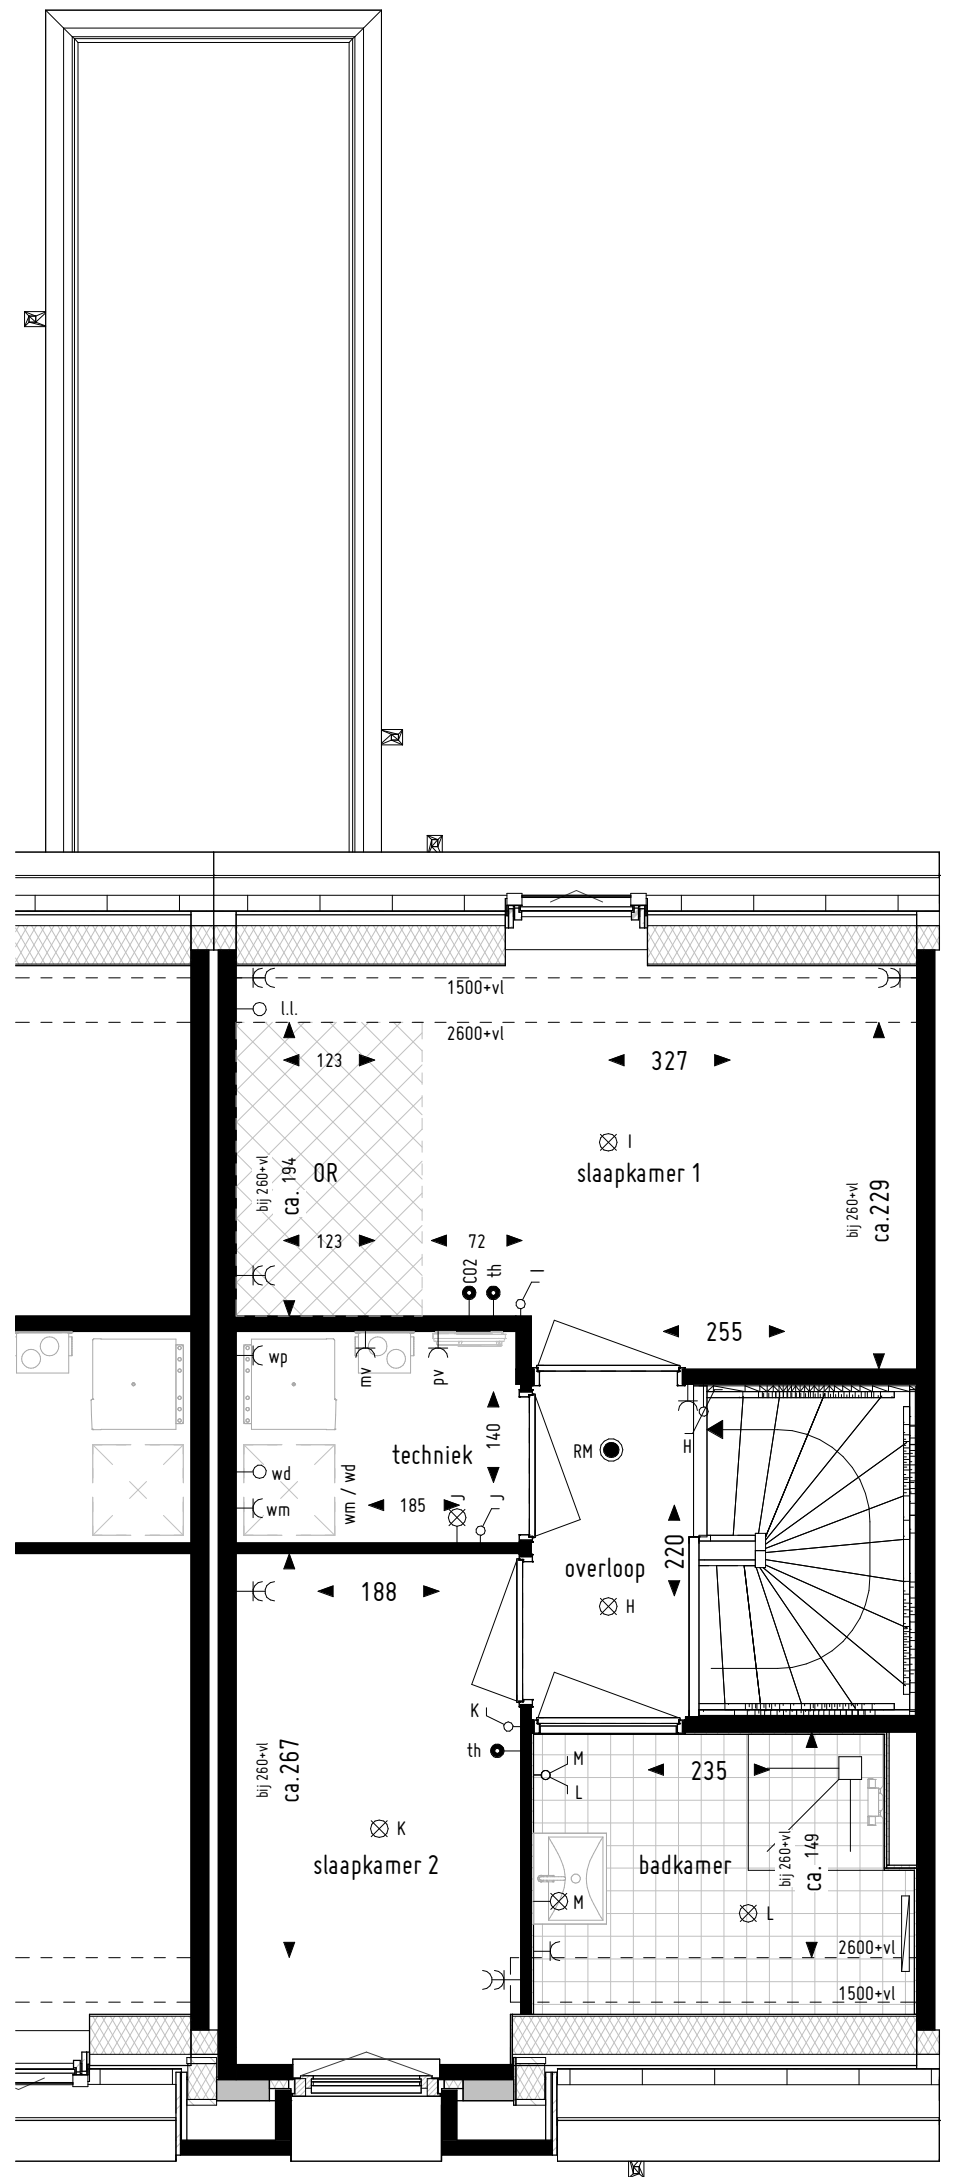 1500+vl
l.l.
2600+vl
123
327
I
OR
slaapkamer 1
bij 260+vl
ca. 194
bij 260+vl
ca.229
123
72
CO2
th
I
255
wp
mv
pv
techniek
140
RM
H
wd
wm
wm / wd
185
J
J
220
overloop
188
H
K
th
M
L
235
bij 260+vl
ca.267
K
slaapkamer 2
badkamer
bij 260+vl
ca. 149
M
L
2600+vl
1500+vl